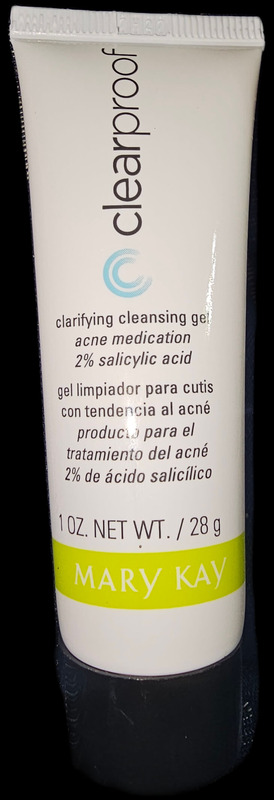 clearproof
clarifying cleansing gel
acne medication
2% salicylic acid
gel limpiador para cutis
con tendencia al acné
producto para el
tratamiento del acné
2% de ácido salicílico
1 OZ. NET WT. / 28 g
MARY KAY